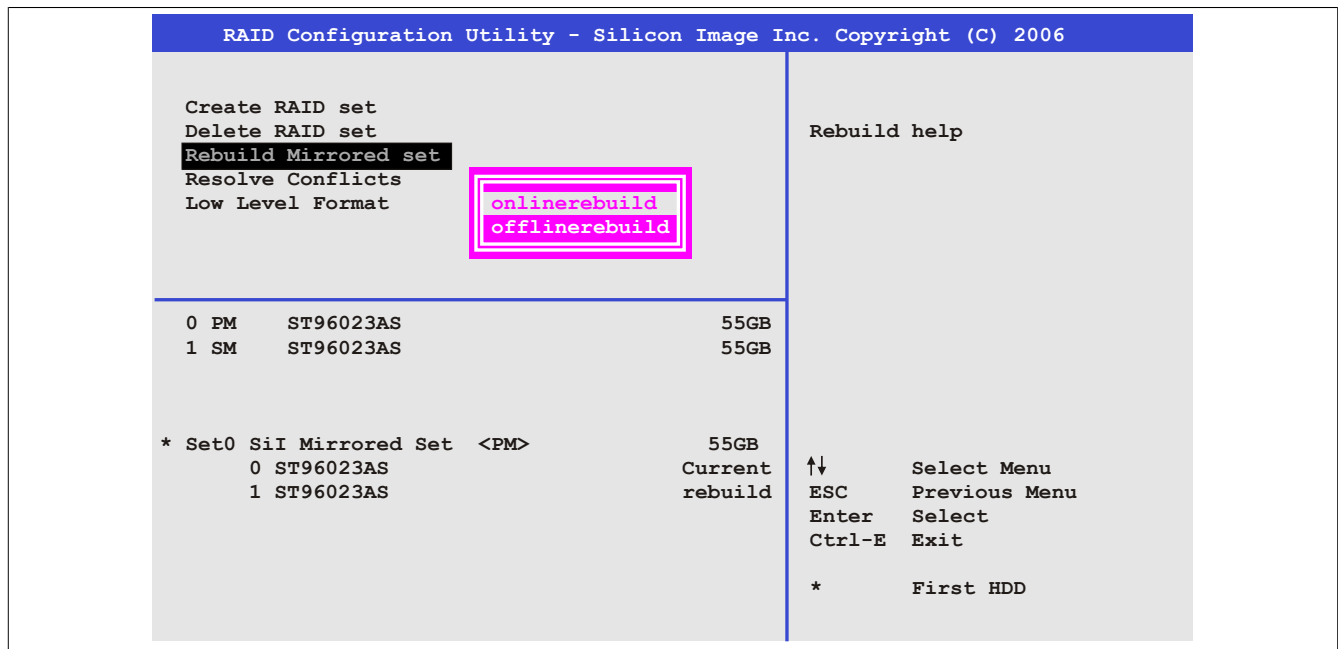 RAID Configuration Utility - Silicon Image Inc. Copyright (C) 2006
Create RAID set
Delete RAID set
Rebuild Mirrored set
Resolve Conflicts
Low Level Format
onlinerebuild
offlinerebuild
Rebuild help
0 PM ST96023AS 55GB
1 SM ST96023AS 55GB
* Set0 SiI Mirrored Set <PM> 55GB
0 ST96023AS Current
1 ST96023AS rebuild
↑↓ Select Menu
ESC Previous Menu
Enter Select
Ctrl-E Exit
* First HDD